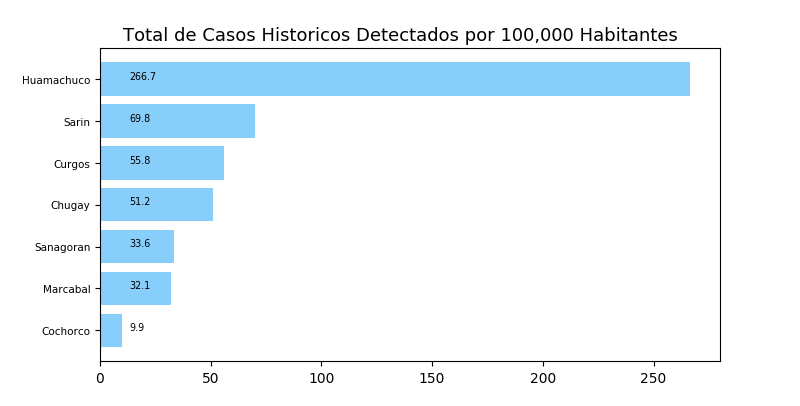 Total de Casos Historicos Detectados por 100,000 Habitantes
Huamachuco 266.7
Sarin 69.8
Curgos 55.8
Chugay 51.2
Sanagoran 33.6
Marcabal 32.1
Cochorco 9.9
0 50 100 150 200 250